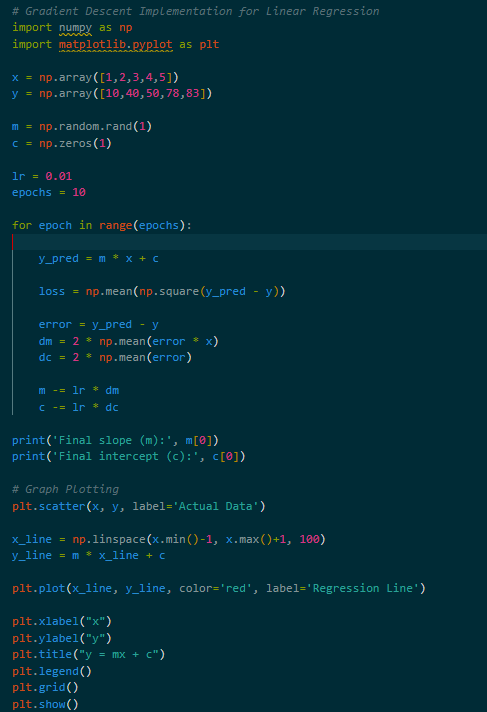 # Gradient Descent Implementation for Linear Regression
import numpy as np
import matplotlib.pyplot as plt
x = np.array([1,2,3,4,5])
y = np.array([10,40,50,78,83])
m = np.random.rand(1)
c = np.zeros(1)
lr = 0.01
epochs = 10
for epoch in range(epochs):
    y_pred = m * x + c
    loss = np.mean(np.square(y_pred - y))
    error = y_pred - y
    dm = 2 * np.mean(error * x)
    dc = 2 * np.mean(error)
    m -= lr * dm
    c -= lr * dc
print('Final slope (m):', m[0])
print('Final intercept (c):', c[0])
# Graph Plotting
plt.scatter(x, y, label='Actual Data')
x_line = np.linspace(x.min()-1, x.max()+1, 100)
y_line = m * x_line + c
plt.plot(x_line, y_line, color='red', label='Regression Line')
plt.xlabel("x")
plt.ylabel("y")
plt.title("y = mx + c")
plt.legend()
plt.grid()
plt.show()